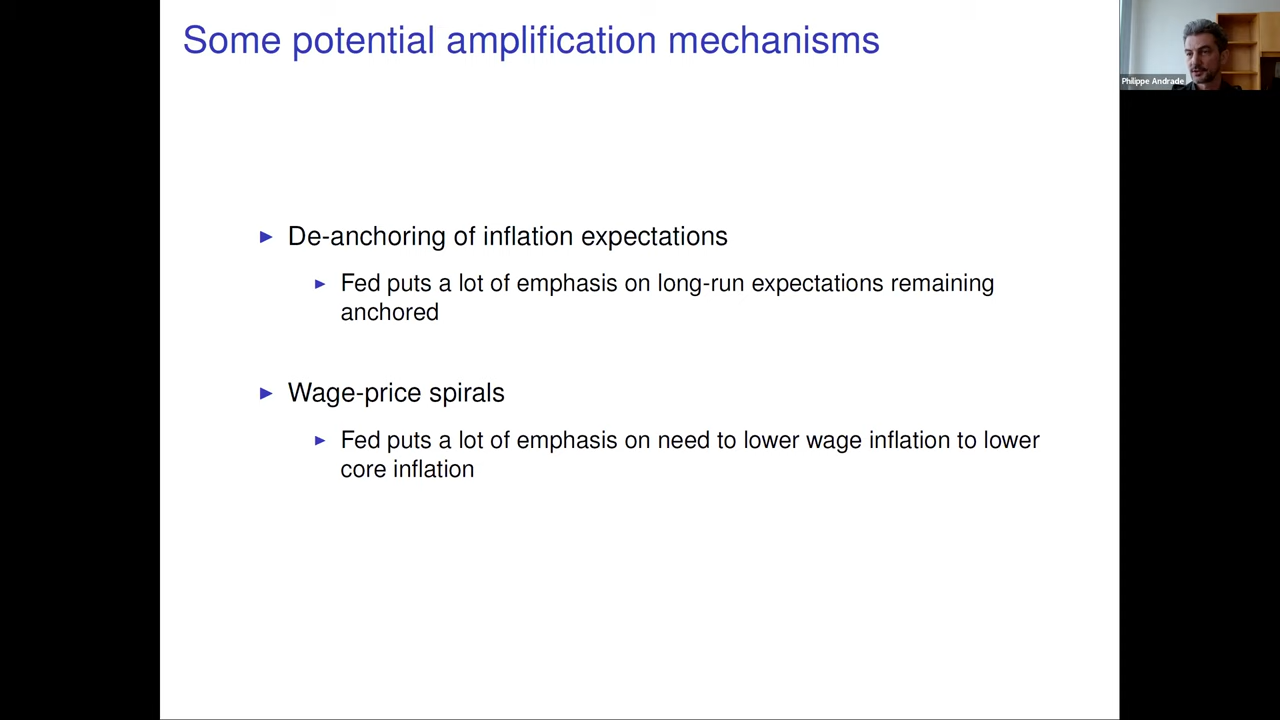 Some potential amplification mechanisms
Philippe Andrade
De-anchoring of inflation expectations
Fed puts a lot of emphasis on long-run expectations remaining
anchored
Wage-price spirals
Fed puts a lot of emphasis on need to lower wage inflation to lower
core inflation